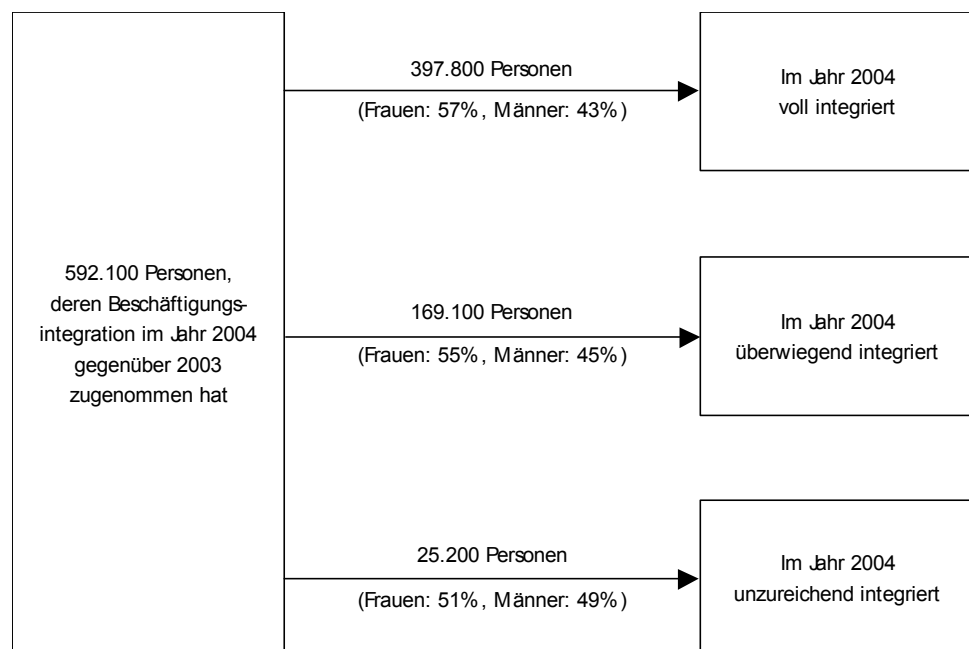 592.100 Personen,
deren Beschäftigungs-
integration im Jahr 2004
gegenüber 2003
zugenommen hat
397.800 Personen
(Frauen: 57%, Männer: 43%)
Im Jahr 2004
voll integriert
169.100 Personen
(Frauen: 55%, Männer: 45%)
Im Jahr 2004
überwiegend integriert
25.200 Personen
(Frauen: 51%, Männer: 49%)
Im Jahr 2004
unzureichend integriert